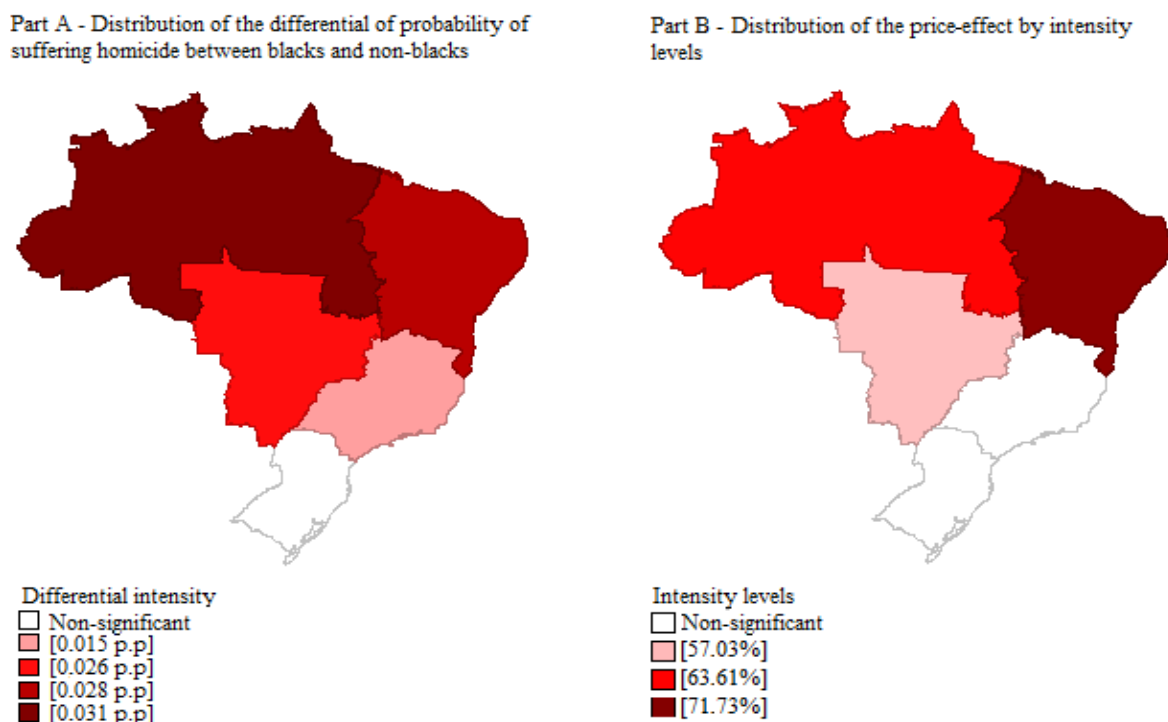 Part A - Distribution of the differential of probability of
suffering homicide between blacks and non-blacks
Part B - Distribution of the price-effect by intensity
levels
Differential intensity
Non-significant
[0.015 p.p]
[0.026 p.p]
[0.028 p.p]
[0.031 p.p]
Intensity levels
Non-significant
[57.03%]
[63.61%]
[71.73%]